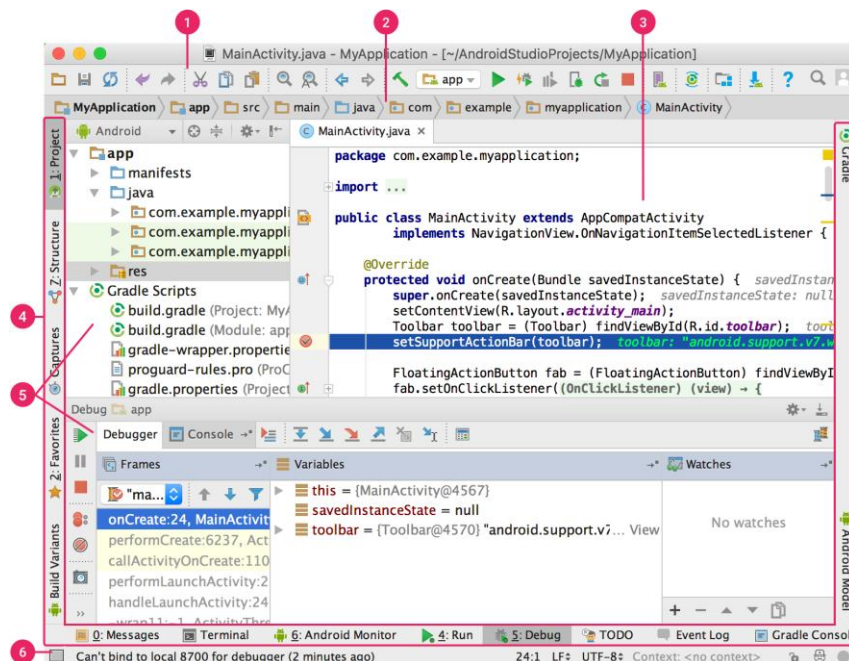 1
2
3
MainActivity.java - MyApplication - [~/AndroidStudioProjects/MyApplication]
app
MyApplication app src main java com example myapplication MainActivity
1: Project
Z: Structure
Captures
2: Favorites
Build Variants
4
5
Android
app
manifests
java
com.example.myappli
com.example.myappli
com.example.myappli
res
Gradle Scripts
build.gradle (Project: MyA
build.gradle (Module: app
gradle-wrapper.propertie
proguard-rules.pro (ProG
gradle.properties (Project
MainActivity.java ×
package com.example.myapplication;
import ...
public class MainActivity extends AppCompatActivity
implements NavigationView.OnNavigationItemSelectedListener {
@Override
protected void onCreate(Bundle savedInstanceState) { savedInstan
super.onCreate(savedInstanceState); savedInstanceState: null
setContentView(R.layout.activity_main);
Toolbar toolbar = (Toolbar) findViewById(R.id.toolbar); tool
setSupportActionBar(toolbar); toolbar: "android.support.v7.w
FloatingActionButton fab = (FloatingActionButton) findViewByI
fab.setOnClickListener((OnClickListener) (view) → {
Gradle
Android Model
Debug app
Debugger Console
Frames
"ma...
onCreate:24, MainActivit
performCreate:6237, Act
callActivityOnCreate:110
performLaunchActivity:2
handleLaunchActivity:24
-wrap11:-1, ActivityThre
Variables
this = {MainActivity@4567}
savedInstanceState = null
toolbar = {Toolbar@4570} "android.support.v7... View
Watches
No watches
0: Messages Terminal 6: Android Monitor 4: Run 5: Debug TODO Event Log Gradle Consol
6
Can't bind to local 8700 for debugger (2 minutes ago) 24:1 LF UTF-8 Context: <no context>